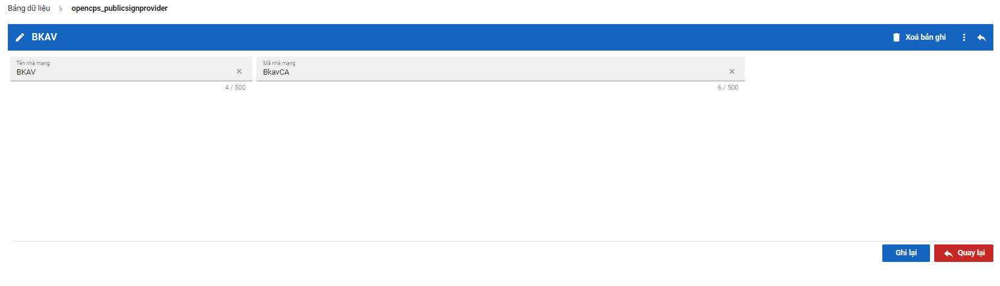 Bảng dữ liệu > opencps_publicsignprovider
BKAV Xoá bản ghi
Tên nhà mạng Mã nhà mạng
BKAV BkavCA
4 / 500 6 / 500
Ghi lại Quay lại